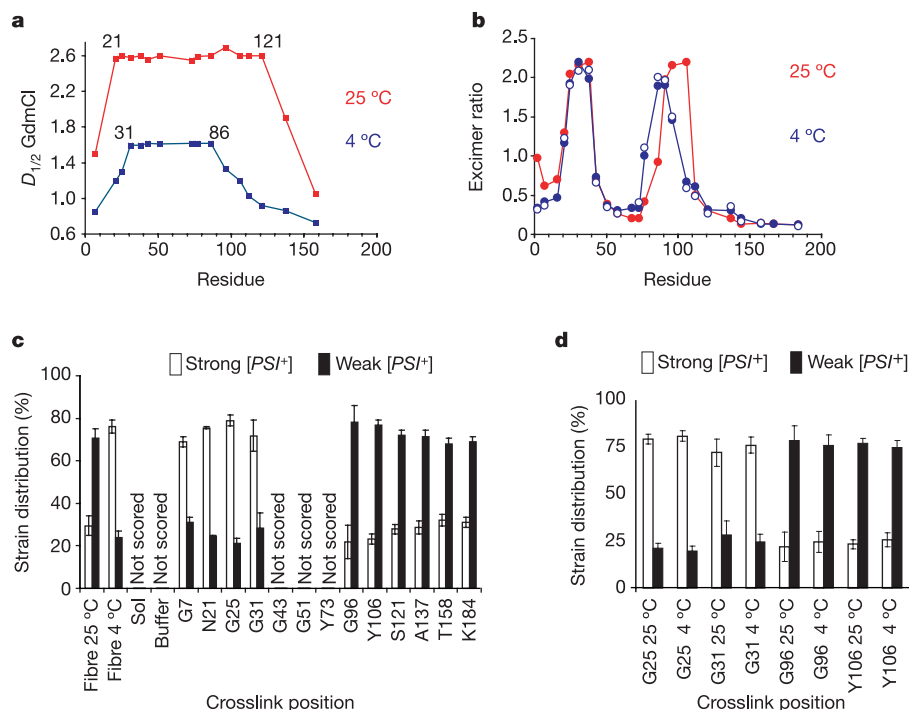 a
D1/2 GdmCl
2.6
2.2
1.8
1.4
1.0
0.6
21
121
31
86
25 °C
4 °C
0
50
100
150
200
Residue
b
Excimer ratio
2.5
2.0
1.5
1.0
0.5
0
25 °C
4 °C
0
50
100
150
200
Residue
c
Strong [PSI+]
Weak [PSI+]
Strain distribution (%)
100
80
60
40
20
0
Not scored
Not scored
Not scored
Not scored
Not scored
Fibre 25 °C
Fibre 4 °C
Sol
Buffer
G7
N21
G25
G31
G43
G51
Y73
G96
Y106
S121
A137
T158
K184
Crosslink position
d
Strong [PSI+]
Weak [PSI+]
Strain distribution (%)
100
75
50
25
0
G25 25 °C
G25 4 °C
G31 25 °C
G31 4 °C
G96 25 °C
G96 4 °C
Y106 25 °C
Y106 4 °C
Crosslink position